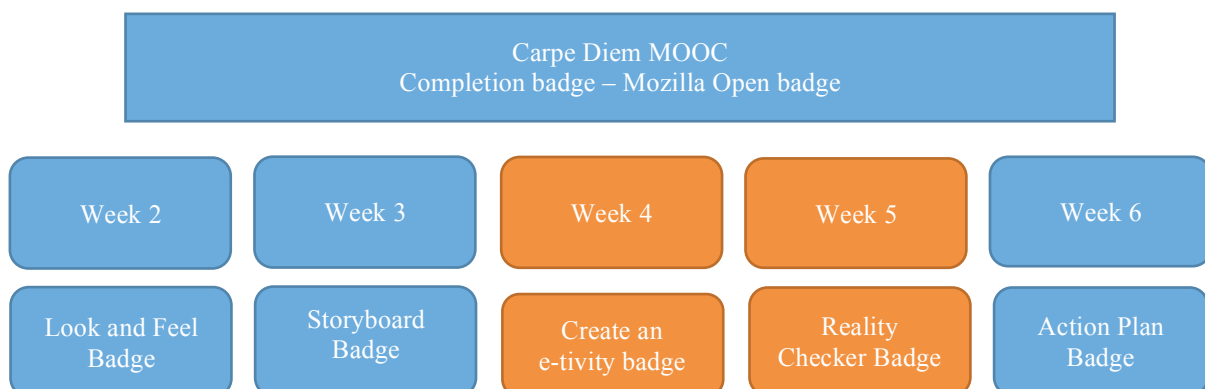 Carpe Diem MOOC
Completion badge – Mozilla Open badge
Week 2
Week 3
Week 4
Week 5
Week 6
Look and Feel
Badge
Storyboard
Badge
Create an
e-tivity badge
Reality
Checker Badge
Action Plan
Badge